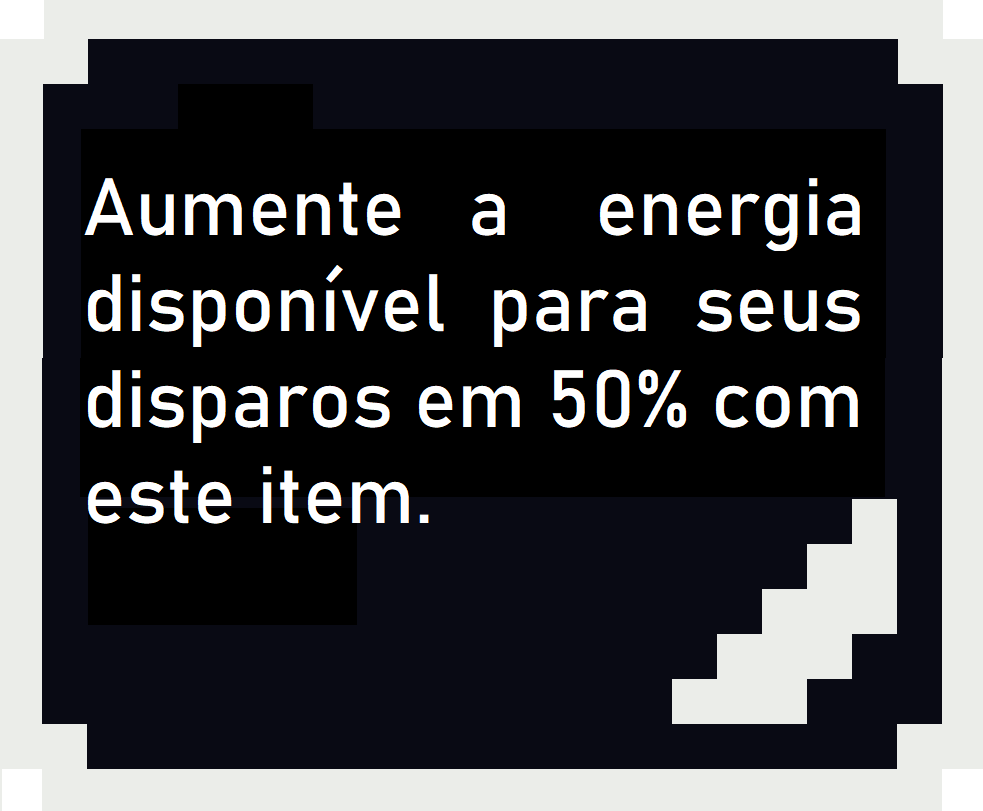 Aumente a energia
disponível para seus
disparos em 50% com
este item.